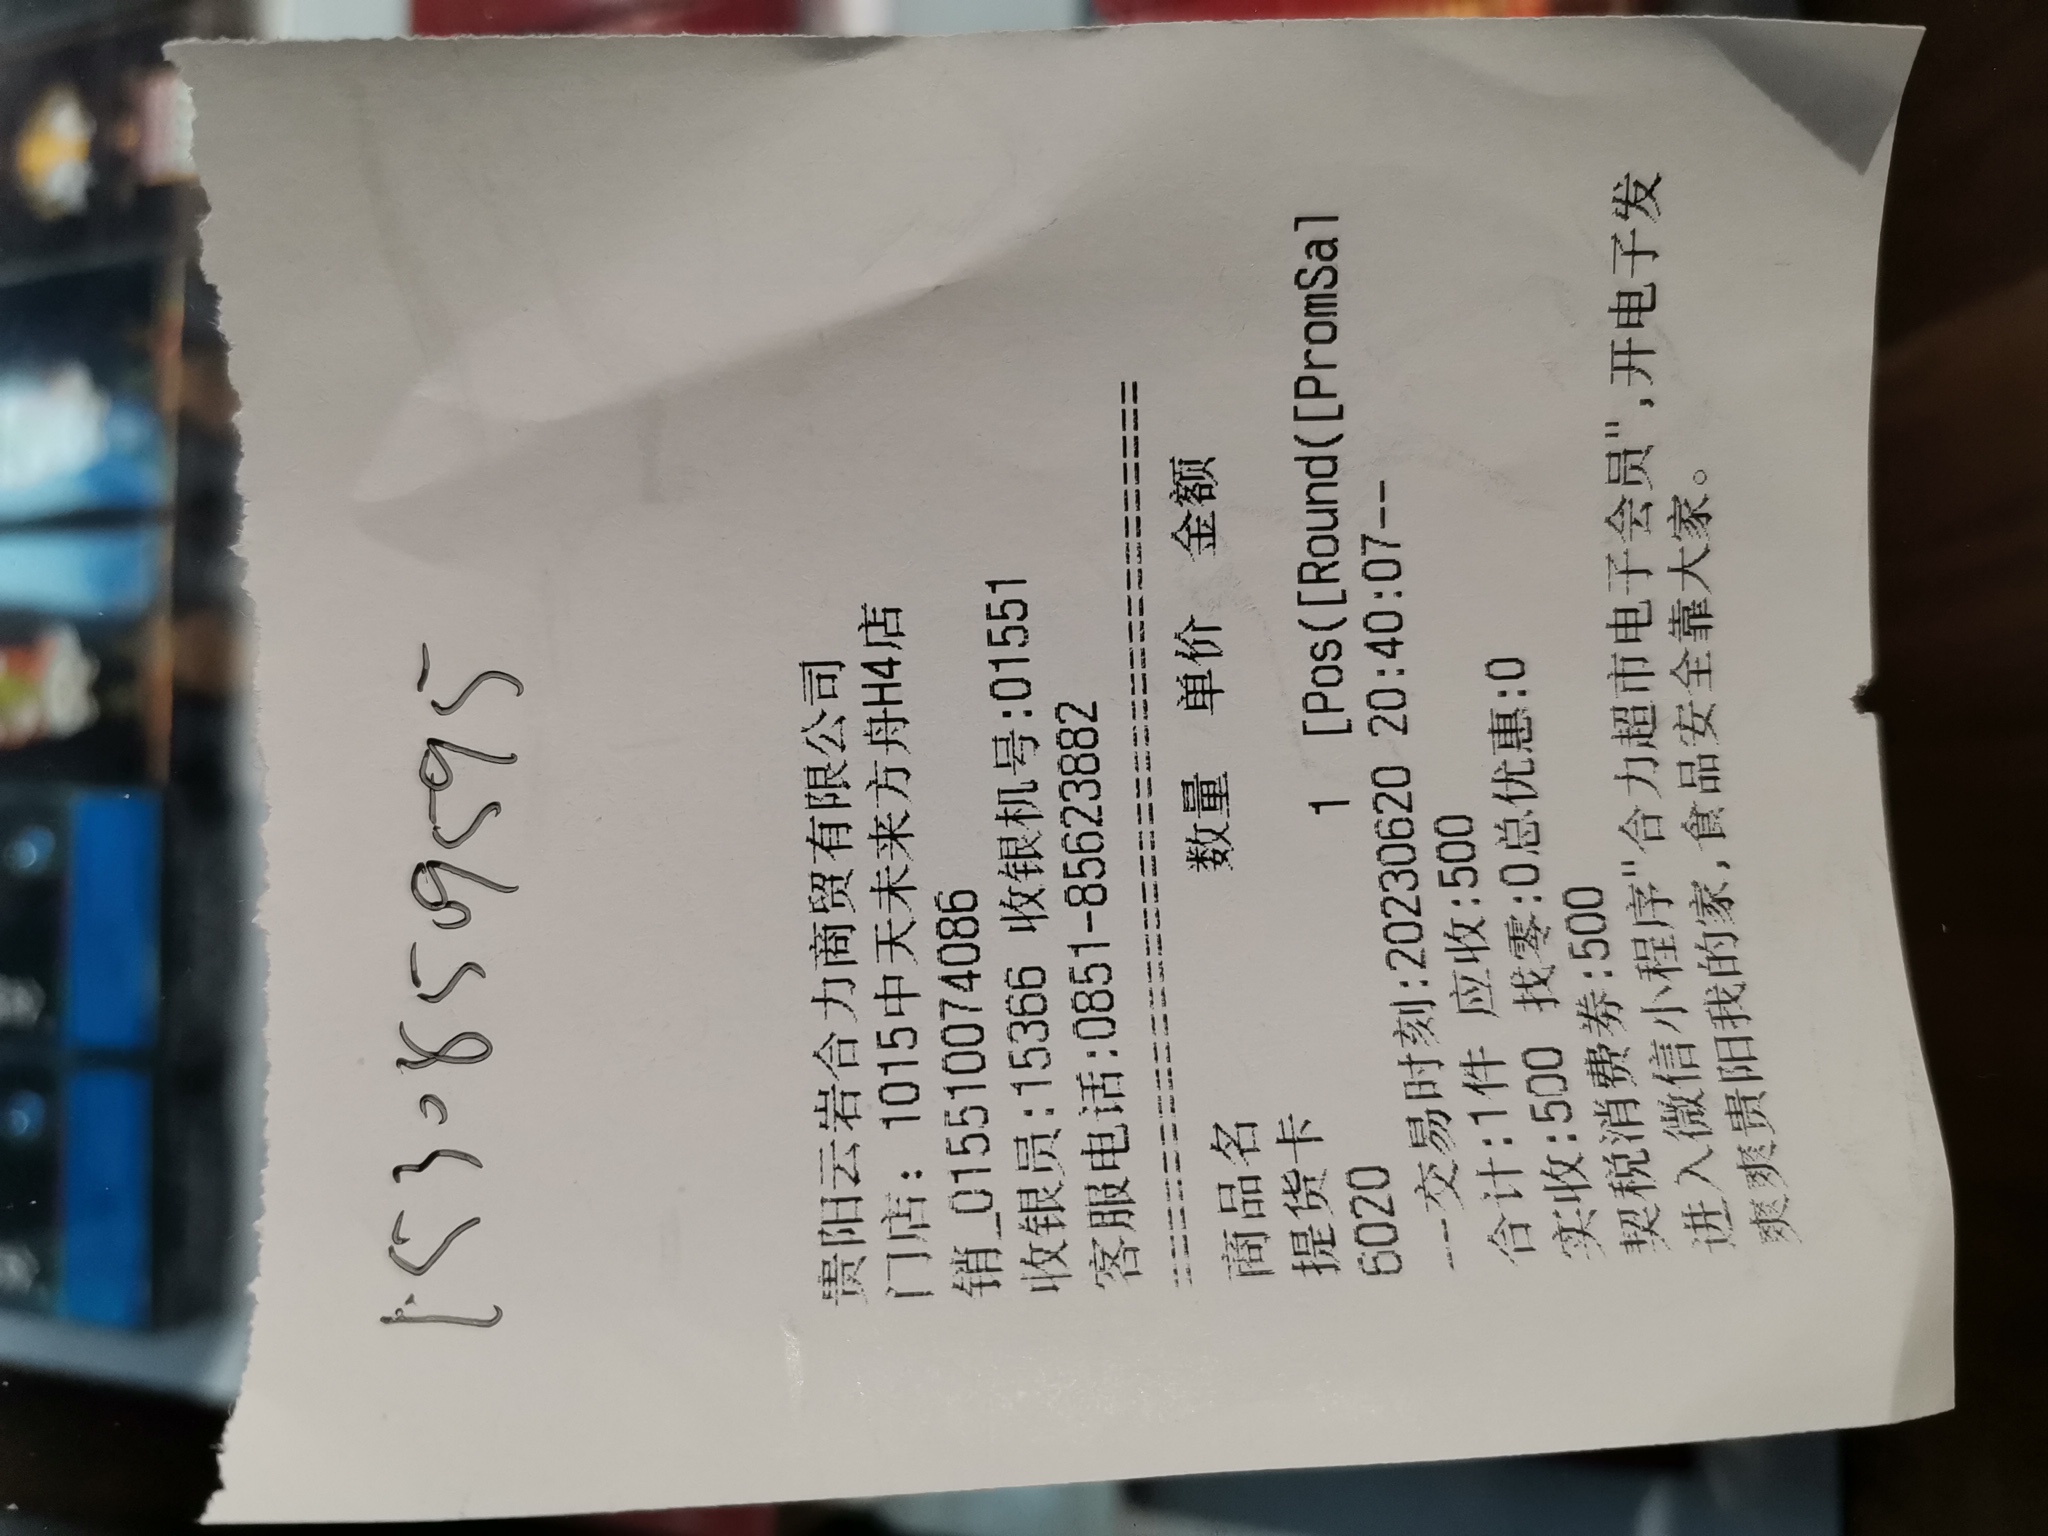 15308509595
贵阳云岩合力商贸有限公司
门店: 1015中天未来方舟H4店
销_015510074086
收银员:15366 收银机号:01551
客服电话:0851-85623882
================================
商品名 数量 单价 金额
提货卡 1 [Pos([Round([PromSal
6020
---交易时刻:20230620 20:40:07--
合计:1件 应收:500
实收:500 找零:0总优惠:0
契税消费券:500
进入微信小程序"合力超市电子会员",开电子发
爽爽贵阳我的家,食品安全靠大家。